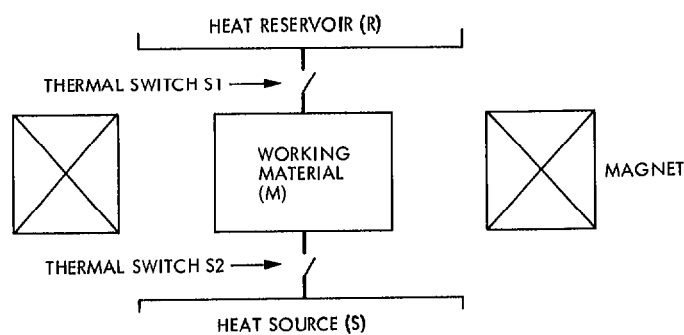 HEAT RESERVOIR (R)
THERMAL SWITCH S1
WORKING
MATERIAL
(M)
MAGNET
THERMAL SWITCH S2
HEAT SOURCE (S)